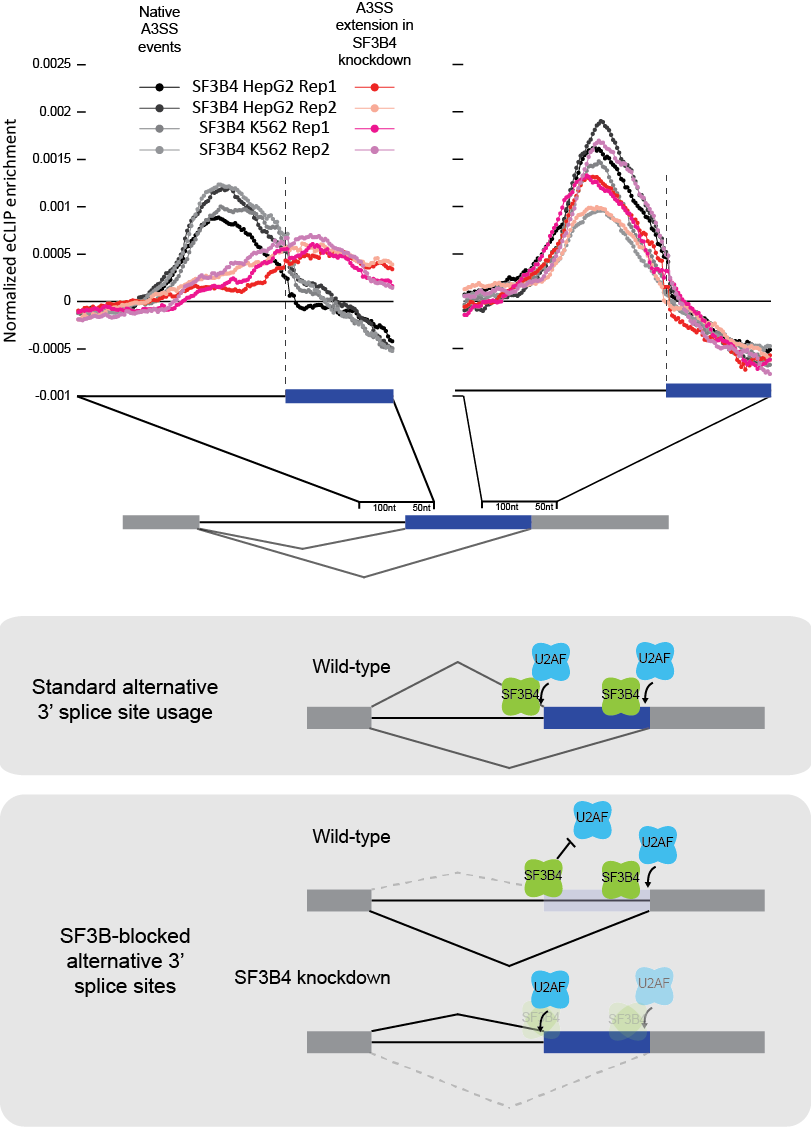 Native
A3SS
events
A3SS
extension in
SF3B4
knockdown
SF3B4 HepG2 Rep1
SF3B4 HepG2 Rep2
SF3B4 K562 Rep1
SF3B4 K562 Rep2
Normalized eCLIP enrichment
0.0025
0.002
0.0015
0.001
0.0005
0
-0.0005
-0.001
100nt 50nt
100nt 50nt
Standard alternative
3' splice site usage
Wild-type
SF3B4
U2AF
SF3B4
U2AF
SF3B-blocked
alternative 3'
splice sites
Wild-type
SF3B4
U2AF
SF3B4
U2AF
SF3B4 knockdown
U2AF
SF3B4
U2AF
SF3B4